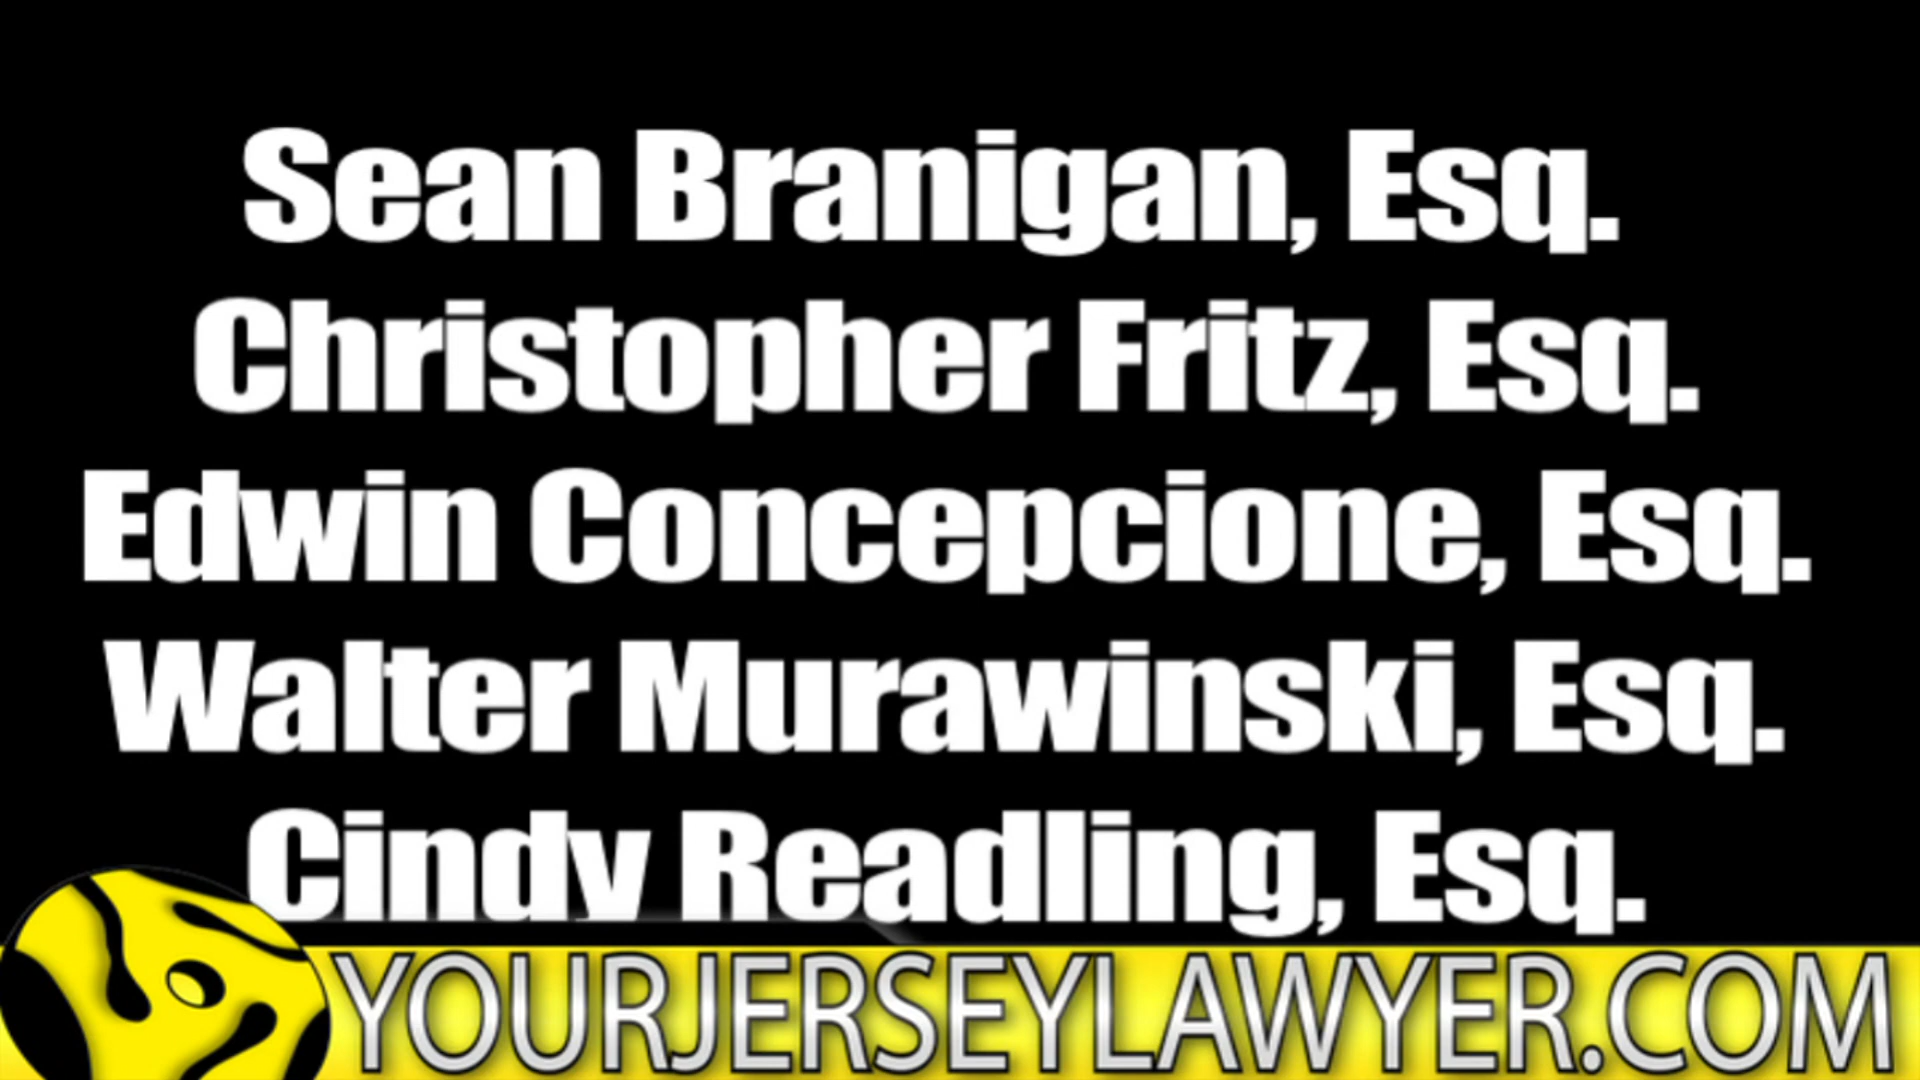 Sean Branigan, Esq.
Christopher Fritz, Esq.
Edwin Concepcione, Esq.
Walter Murawinski, Esq.
Cindy Readling, Esq.
YOURJERSEYLAWYER.COM